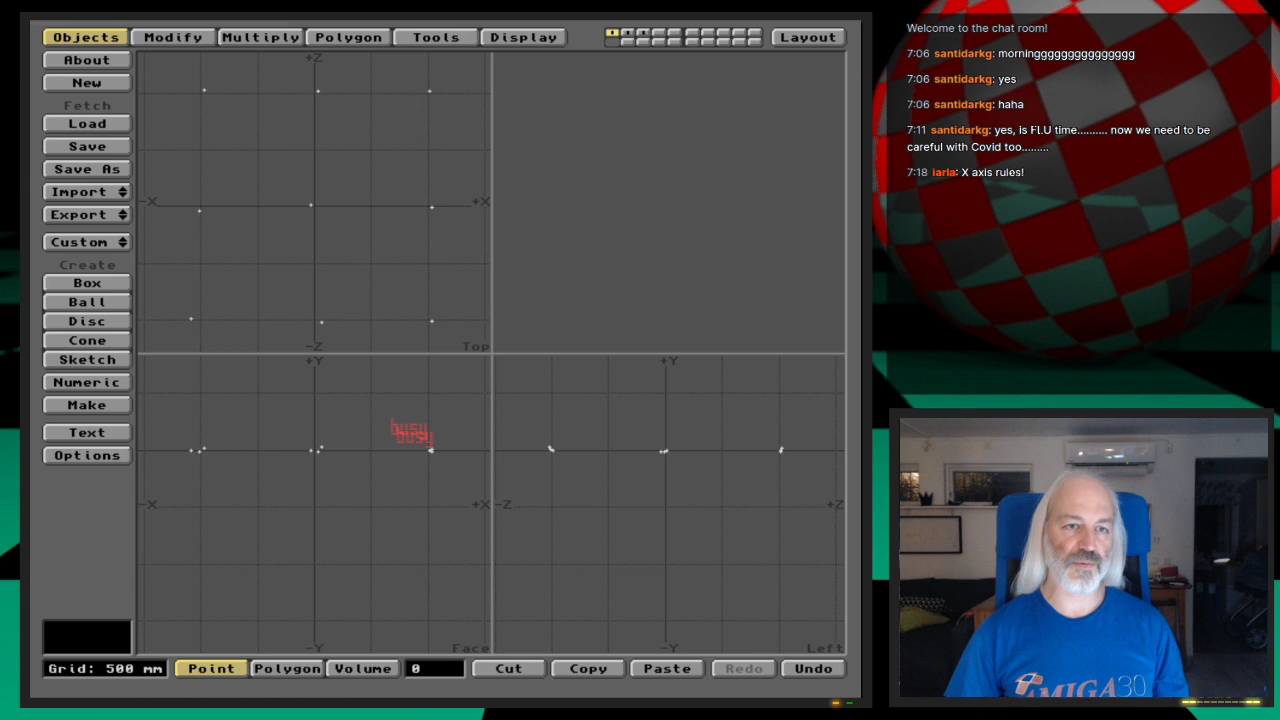 Objects Modify Multiply Polygon Tools Display Layout
About
New
Fetch
Load
Save
Save As
Import
Export
Custom
Create
Box
Ball
Disc
Cone
Sketch
Numeric
Make
Text
Options
+Z
-X +X
-Z Top
+Y
busy
busy
-X +X
-Y Face
+Y
-Z +Z
-Y Left
Grid: 500 mm Point Polygon Volume 0 Cut Copy Paste Redo Undo
Welcome to the chat room!
7:06 santidarkg: morninggggggggggggggg
7:06 santidarkg: yes
7:06 santidarkg: haha
7:11 santidarkg: yes, is FLU time.......... now we need to be
careful with Covid too.........
7:18 iarla: X axis rules!
AMIGA30